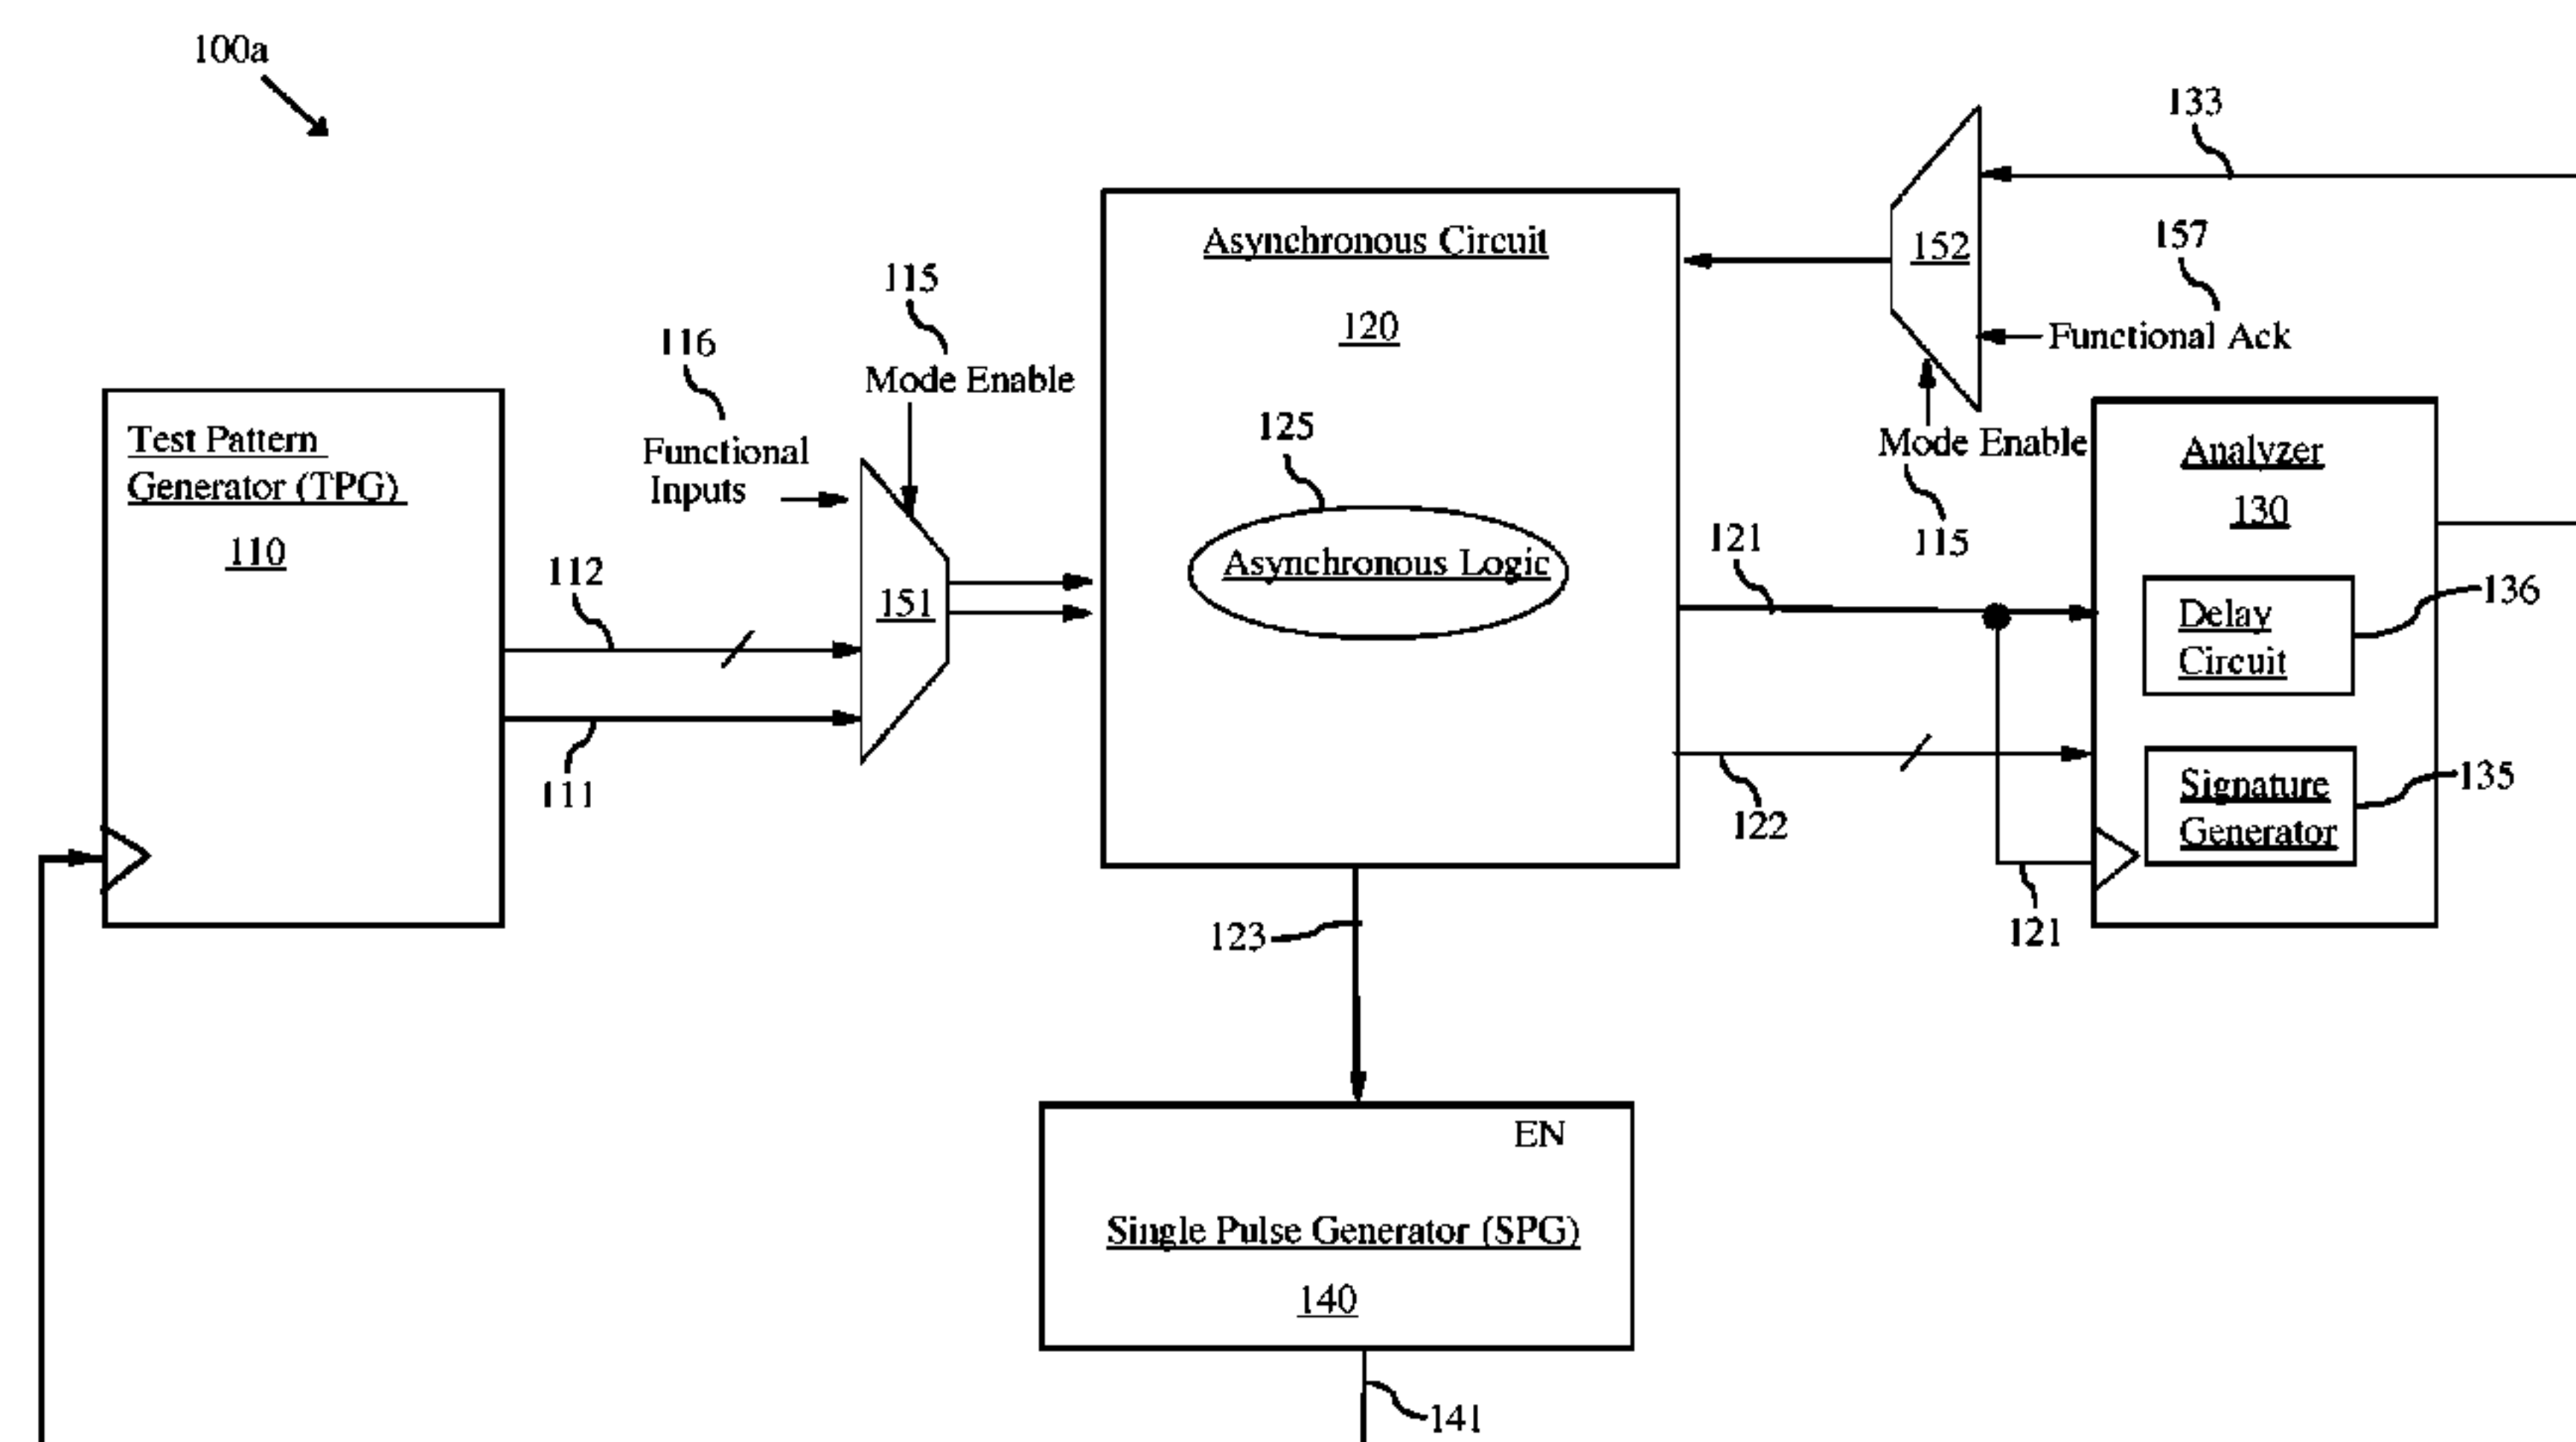 100a
133
157
Asynchronous Circuit
152
115
120
116
Functional Ack
Mode Enable
125
Test Pattern
Generator (TPG)
110
Functional
Inputs
Mode Enable
115
Analyzer
130
112
151
Asynchronous Logic
121
136
Delay
Circuit
111
122
135
Signature
Generator
123
121
EN
Single Pulse Generator (SPG)
140
141